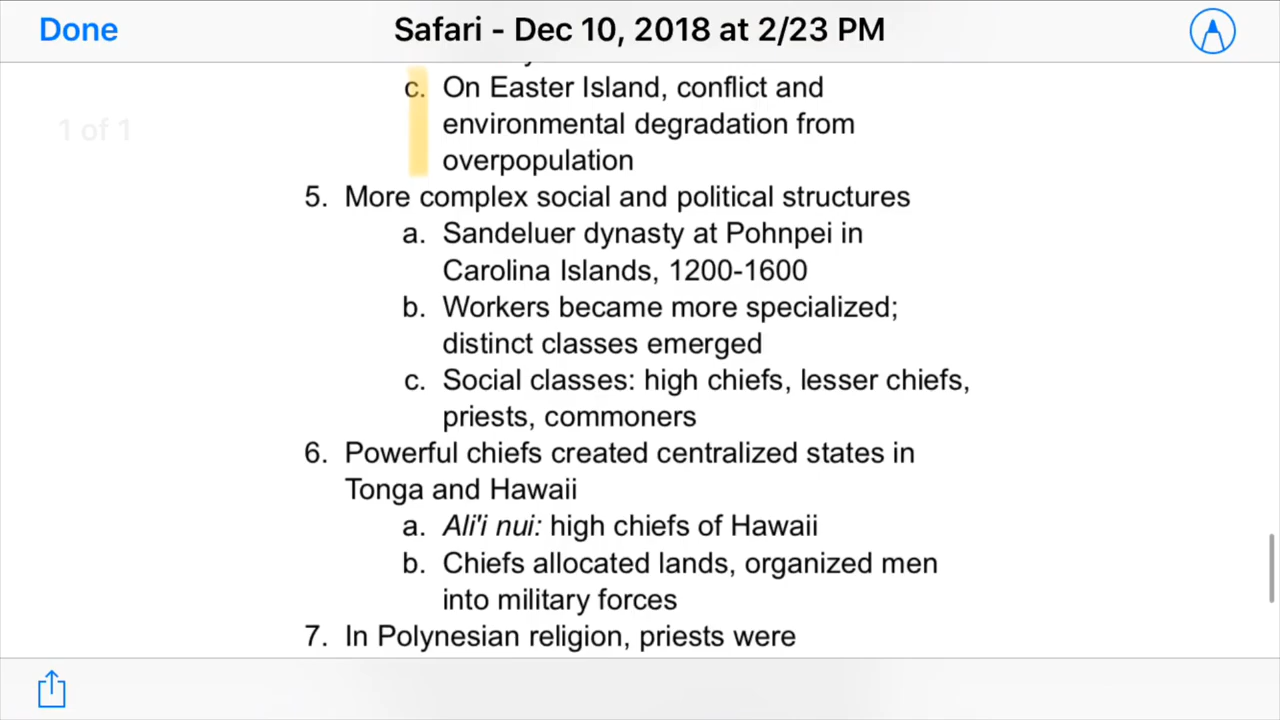 Done
Safari - Dec 10, 2018 at 2/23 PM
1 of 1
c. On Easter Island, conflict and
environmental degradation from
overpopulation
5. More complex social and political structures
a. Sandeluer dynasty at Pohnpei in
Carolina Islands, 1200-1600
b. Workers became more specialized;
distinct classes emerged
c. Social classes: high chiefs, lesser chiefs,
priests, commoners
6. Powerful chiefs created centralized states in
Tonga and Hawaii
a. Ali'i nui: high chiefs of Hawaii
b. Chiefs allocated lands, organized men
into military forces
7. In Polynesian religion, priests were